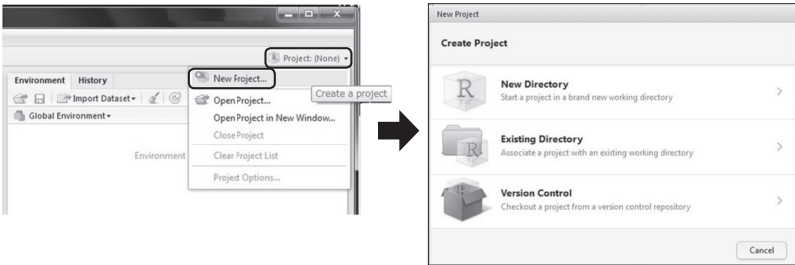 Project: (None)
Environment History
New Project...
Create a project
Import Dataset
Open Project...
Global Environment
Open Project in New Window...
Close Project
Environment
Clear Project List
Project Options...
New Project
Create Project
R
New Directory
Start a project in a brand new working directory
R
Existing Directory
Associate a project with an existing working directory
Version Control
Checkout a project from a version control repository
Cancel